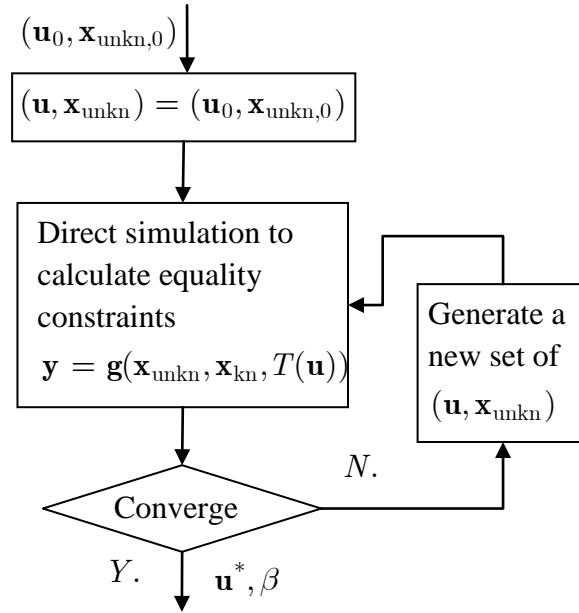 (𝐮₀, 𝐱_unkn,0)
(𝐮, 𝐱_unkn) = (𝐮₀, 𝐱_unkn,0)
Direct simulation to
calculate equality
constraints
𝐲 = 𝐠(𝐱_unkn, 𝐱_kn, T(𝐮))
Generate a
new set of
(𝐮, 𝐱_unkn)
Converge
N.
Y.
𝐮*, β